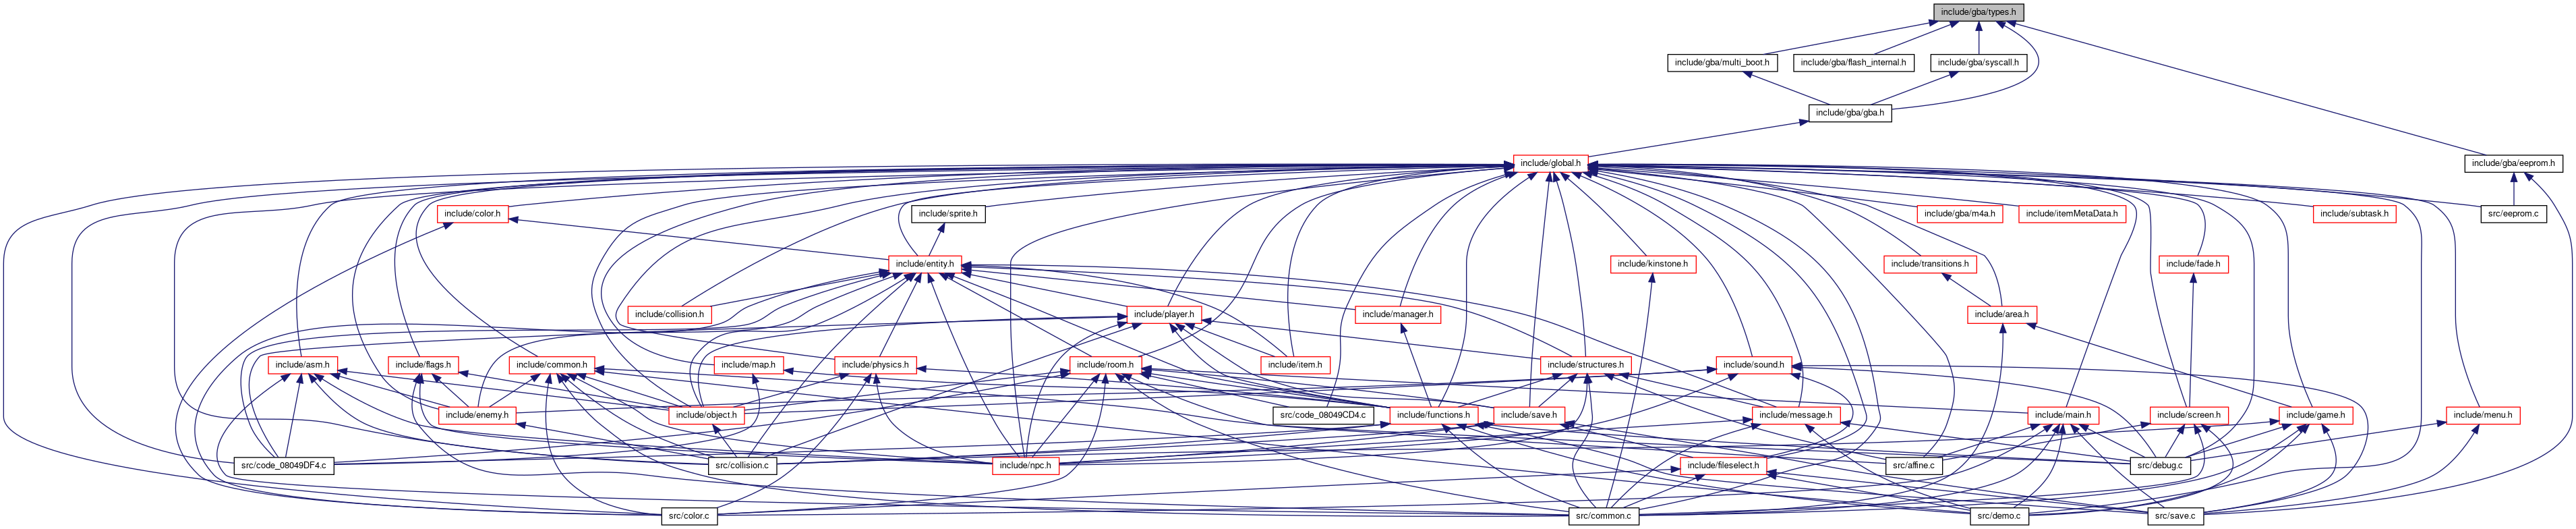 include/gba/types.h
include/gba/multi_boot.h
include/gba/flash_internal.h
include/gba/syscall.h
include/gba/gba.h
include/global.h
include/gba/eeprom.h
include/color.h
include/sprite.h
include/gba/m4a.h
include/itemMetaData.h
include/subtask.h
src/eeprom.c
include/entity.h
include/kinstone.h
include/transitions.h
include/fade.h
include/collision.h
include/player.h
include/manager.h
include/area.h
include/asm.h
include/flags.h
include/common.h
include/map.h
include/physics.h
include/room.h
include/item.h
include/structures.h
include/sound.h
include/enemy.h
include/object.h
src/code_08049CD4.c
include/functions.h
include/save.h
include/message.h
include/main.h
include/screen.h
include/game.h
include/menu.h
src/code_08049DF4.c
src/collision.c
include/npc.h
include/fileselect.h
src/affine.c
src/debug.c
src/color.c
src/common.c
src/demo.c
src/save.c